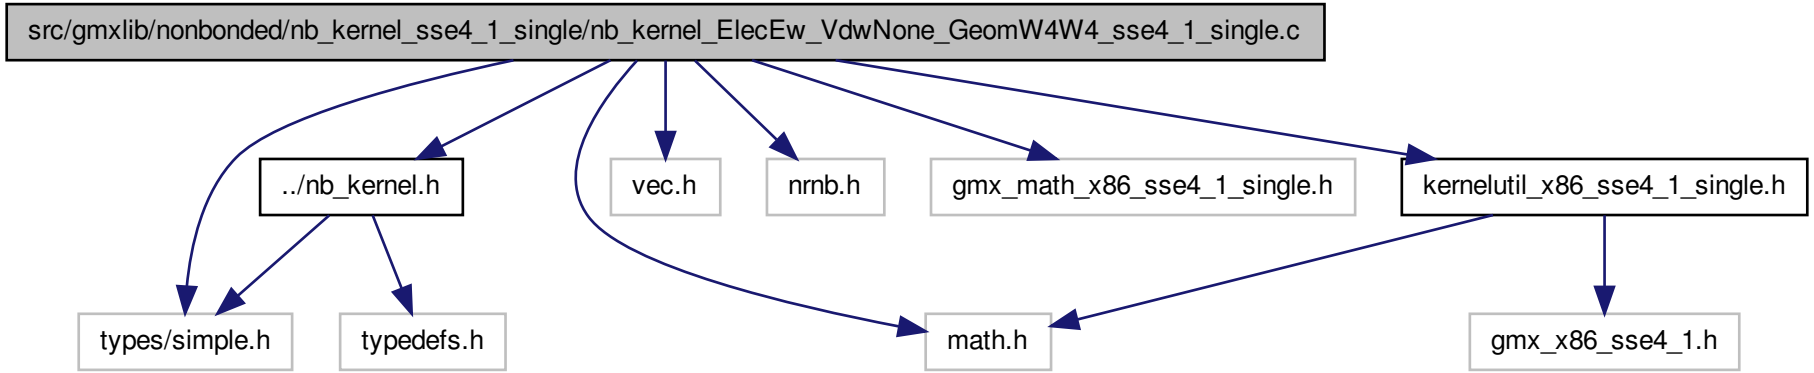 src/gmxlib/nonbonded/nb_kernel_sse4_1_single/nb_kernel_ElecEw_VdwNone_GeomW4W4_sse4_1_single.c
../nb_kernel.h
vec.h
nrnb.h
gmx_math_x86_sse4_1_single.h
kernelutil_x86_sse4_1_single.h
types/simple.h
typedefs.h
math.h
gmx_x86_sse4_1.h